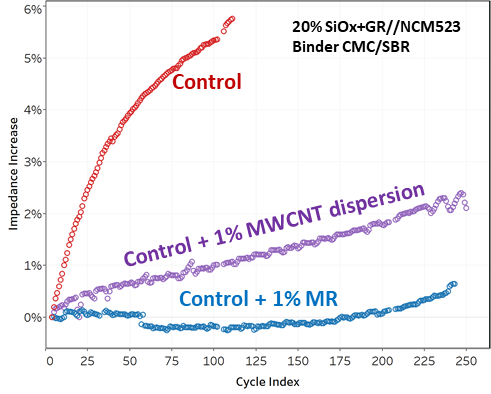 6%
5%
4%
3%
2%
1%
0%
Impedance Increase
20% SiOx+GR//NCM523
Binder CMC/SBR
Control
Control + 1% MWCNT dispersion
Control + 1% MR
0 25 50 75 100 125 150 175 200 225 250
Cycle Index